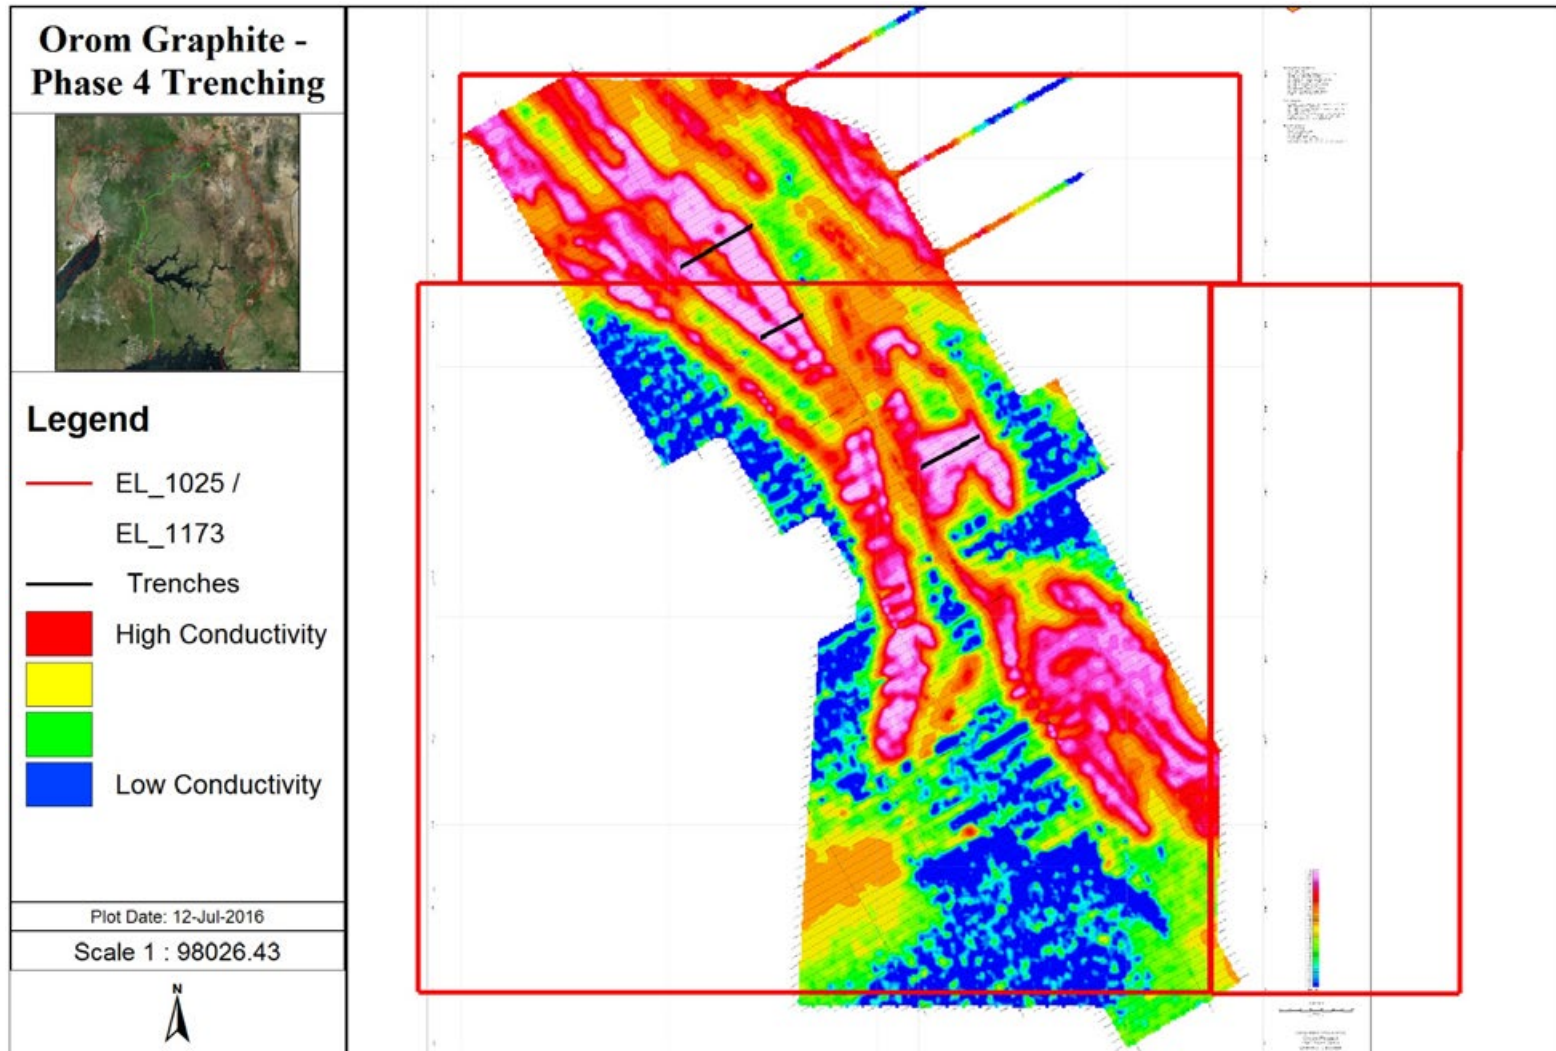 Orom Graphite -
Phase 4 Trenching
Legend
EL_1025 /
EL_1173
Trenches
High Conductivity
Low Conductivity
Plot Date: 12-Jul-2016
Scale 1 : 98026.43
N